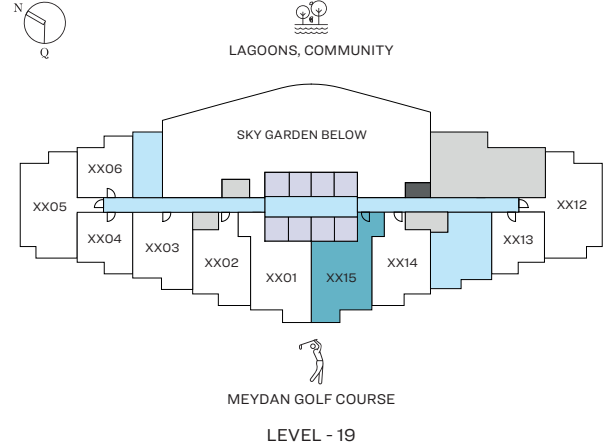 N
Q
LAGOONS, COMMUNITY
SKY GARDEN BELOW
XX06
XX05
XX12
XX04
XX03
XX02
XX01
XX15
XX14
XX13
MEYDAN GOLF COURSE
LEVEL - 19